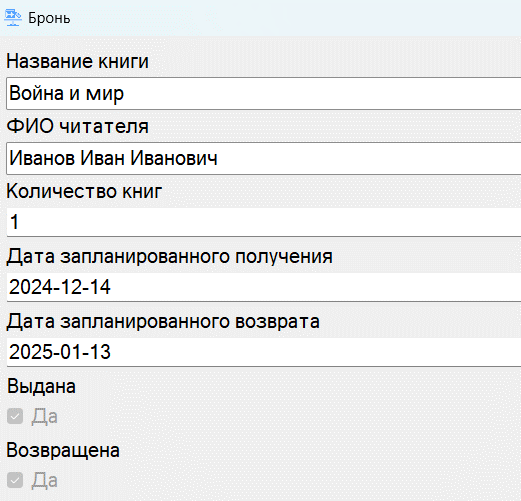 Бронь
Название книги
Война и мир
ФИО читателя
Иванов Иван Иванович
Количество книг
1
Дата запланированного получения
2024-12-14
Дата запланированного возврата
2025-01-13
Выдана
Да
Возвращена
Да